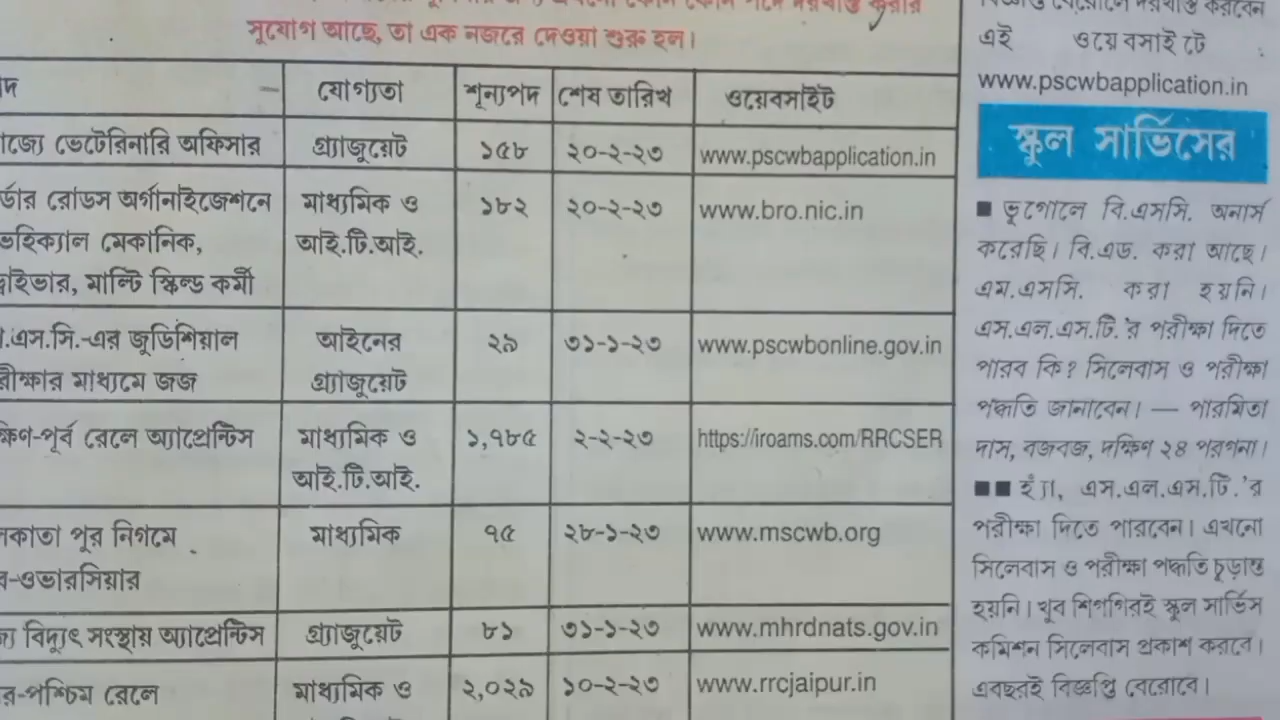 সুযোগ আছে, তা এক নজরে দেওয়া শুরু হল।
যোগ্যতা শূন্যপদ শেষ তারিখ ওয়েবসাইট
ভেটেরিনারি অফিসার গ্র্যাজুয়েট ১৫৮ ২০-২-২৩ www.pscwbapplication.in
রোডস অর্গানাইজেশনে মাধ্যমিক ও ১৮২ ২০-২-২৩ www.bro.nic.in
মেকানিক, আই.টি.আই.
মাল্টি স্কিল্ড কর্মী
এস.সি.-এর জুডিশিয়াল আইনের ২৯ ৩১-১-২৩ www.pscwbonline.gov.in
মাধ্যমে জজ গ্র্যাজুয়েট
পূর্ব রেলে অ্যাপ্রেন্টিস মাধ্যমিক ও ১,৭৮৫ ২-২-২৩ https://iroams.com/RRCSER
আই.টি.আই.
পুর নিগমে মাধ্যমিক ৭৫ ২৮-১-২৩ www.mscwb.org
ওভারসিয়ার
বিদ্যুৎ সংস্থায় অ্যাপ্রেন্টিস গ্র্যাজুয়েট ৮১ ৩১-১-২৩ www.mhrdnats.gov.in
পশ্চিম রেলে মাধ্যমিক ও ২,০২৯ ১০-২-২৩ www.rrcjaipur.in
এই ওয়েবসাইটে
www.pscwbapplication.in
স্কুল সার্ভিসের
■ ভূগোলে বি.এসসি. অনার্স
করেছি। বি.এড. করা আছে।
এম.এসসি. করা হয়নি।
এস.এল.এস.টি.'র পরীক্ষা দিতে
পারব কি? সিলেবাস ও পরীক্ষা
পদ্ধতি জানাবেন। — পারমিতা
দাস, বজবজ, দক্ষিণ ২৪ পরগনা।
■■ হ্যাঁ, এস.এল.এস.টি.'র
পরীক্ষা দিতে পারবেন। এখনো
সিলেবাস ও পরীক্ষা পদ্ধতি চূড়ান্ত
হয়নি। খুব শিগগিরই স্কুল সার্ভিস
কমিশন সিলেবাস প্রকাশ করবে।
এবছরই বিজ্ঞপ্তি বেরোবে।